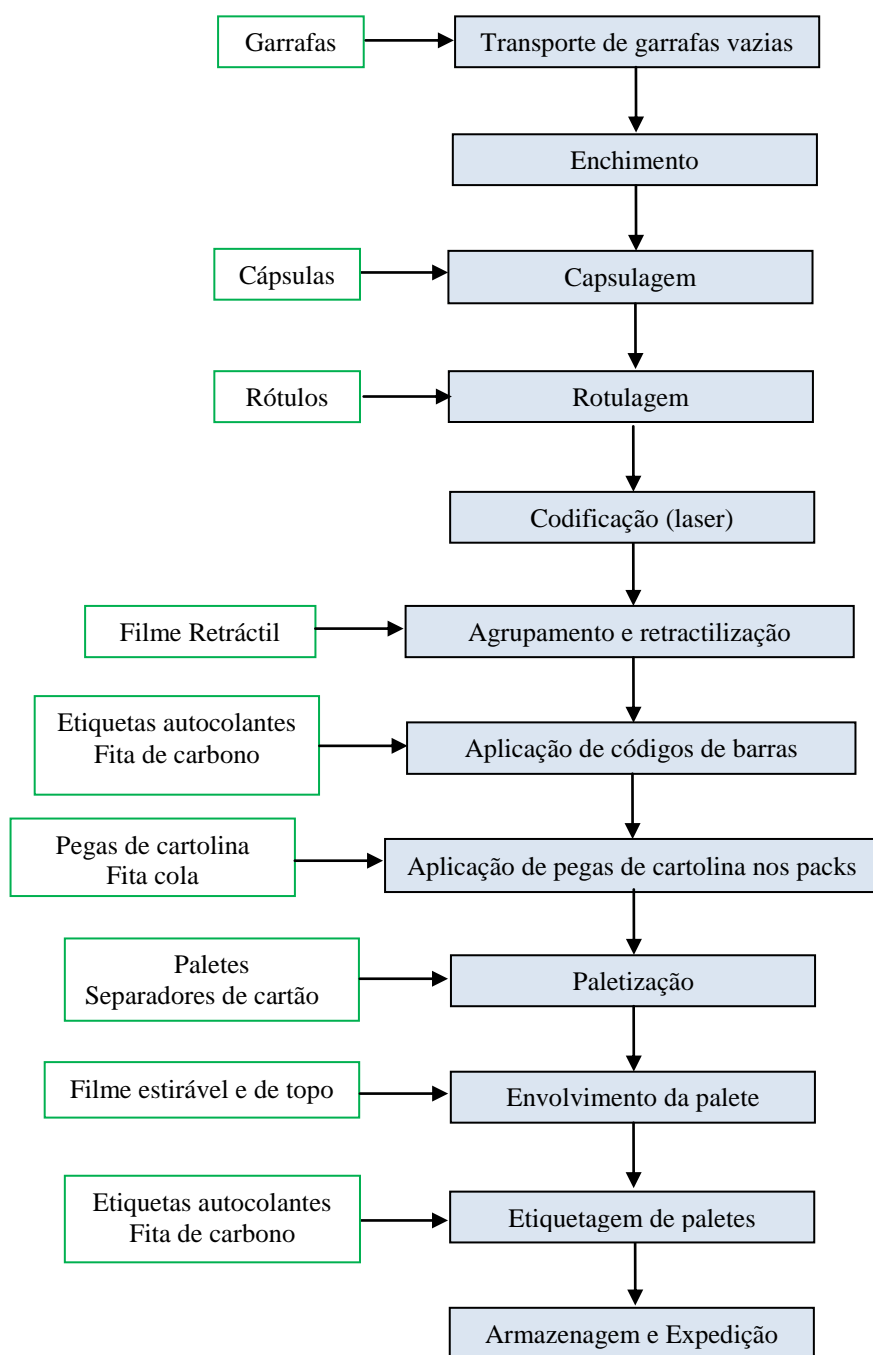 Garrafas
Transporte de garrafas vazias
Enchimento
Cápsulas
Capsulagem
Rótulos
Rotulagem
Codificação (laser)
Filme Retráctil
Agrupamento e retractilização
Etiquetas autocolantes
Fita de carbono
Aplicação de códigos de barras
Pegas de cartolina
Fita cola
Aplicação de pegas de cartolina nos packs
Paletes
Separadores de cartão
Paletização
Filme estirável e de topo
Envolvimento da palete
Etiquetas autocolantes
Fita de carbono
Etiquetagem de paletes
Armazenagem e Expedição